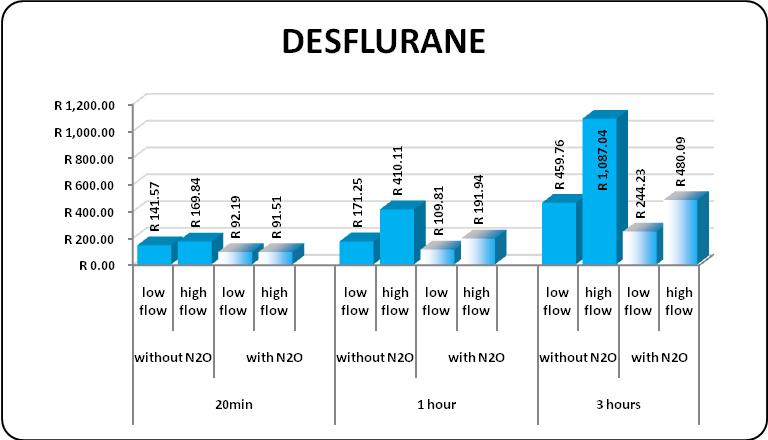 DESFLURANE
R 1,200.00
R 1,000.00
R 800.00
R 600.00
R 400.00
R 200.00
R 0.00
R 141.57
R 169.84
R 92.19
R 91.51
R 171.25
R 410.11
R 109.81
R 191.94
R 459.76
R 1,087.04
R 244.23
R 480.09
low flow
high flow
low flow
high flow
low flow
high flow
low flow
high flow
low flow
high flow
low flow
high flow
without N2O
with N2O
without N2O
with N2O
without N2O
with N2O
20min
1 hour
3 hours